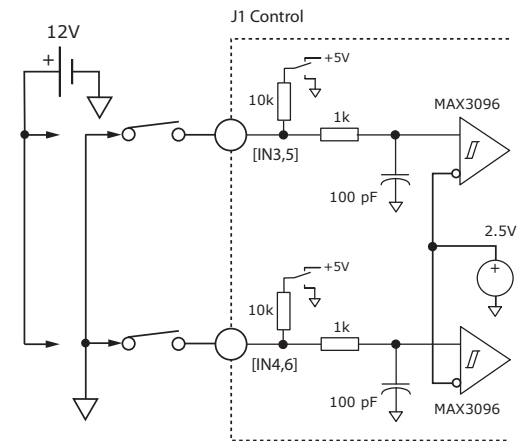 J1 Control
12V
+
+5V
10k
1k
MAX3096
[IN3,5]
100 pF
2.5V
+
+5V
10k
1k
[IN4,6]
100 pF
MAX3096